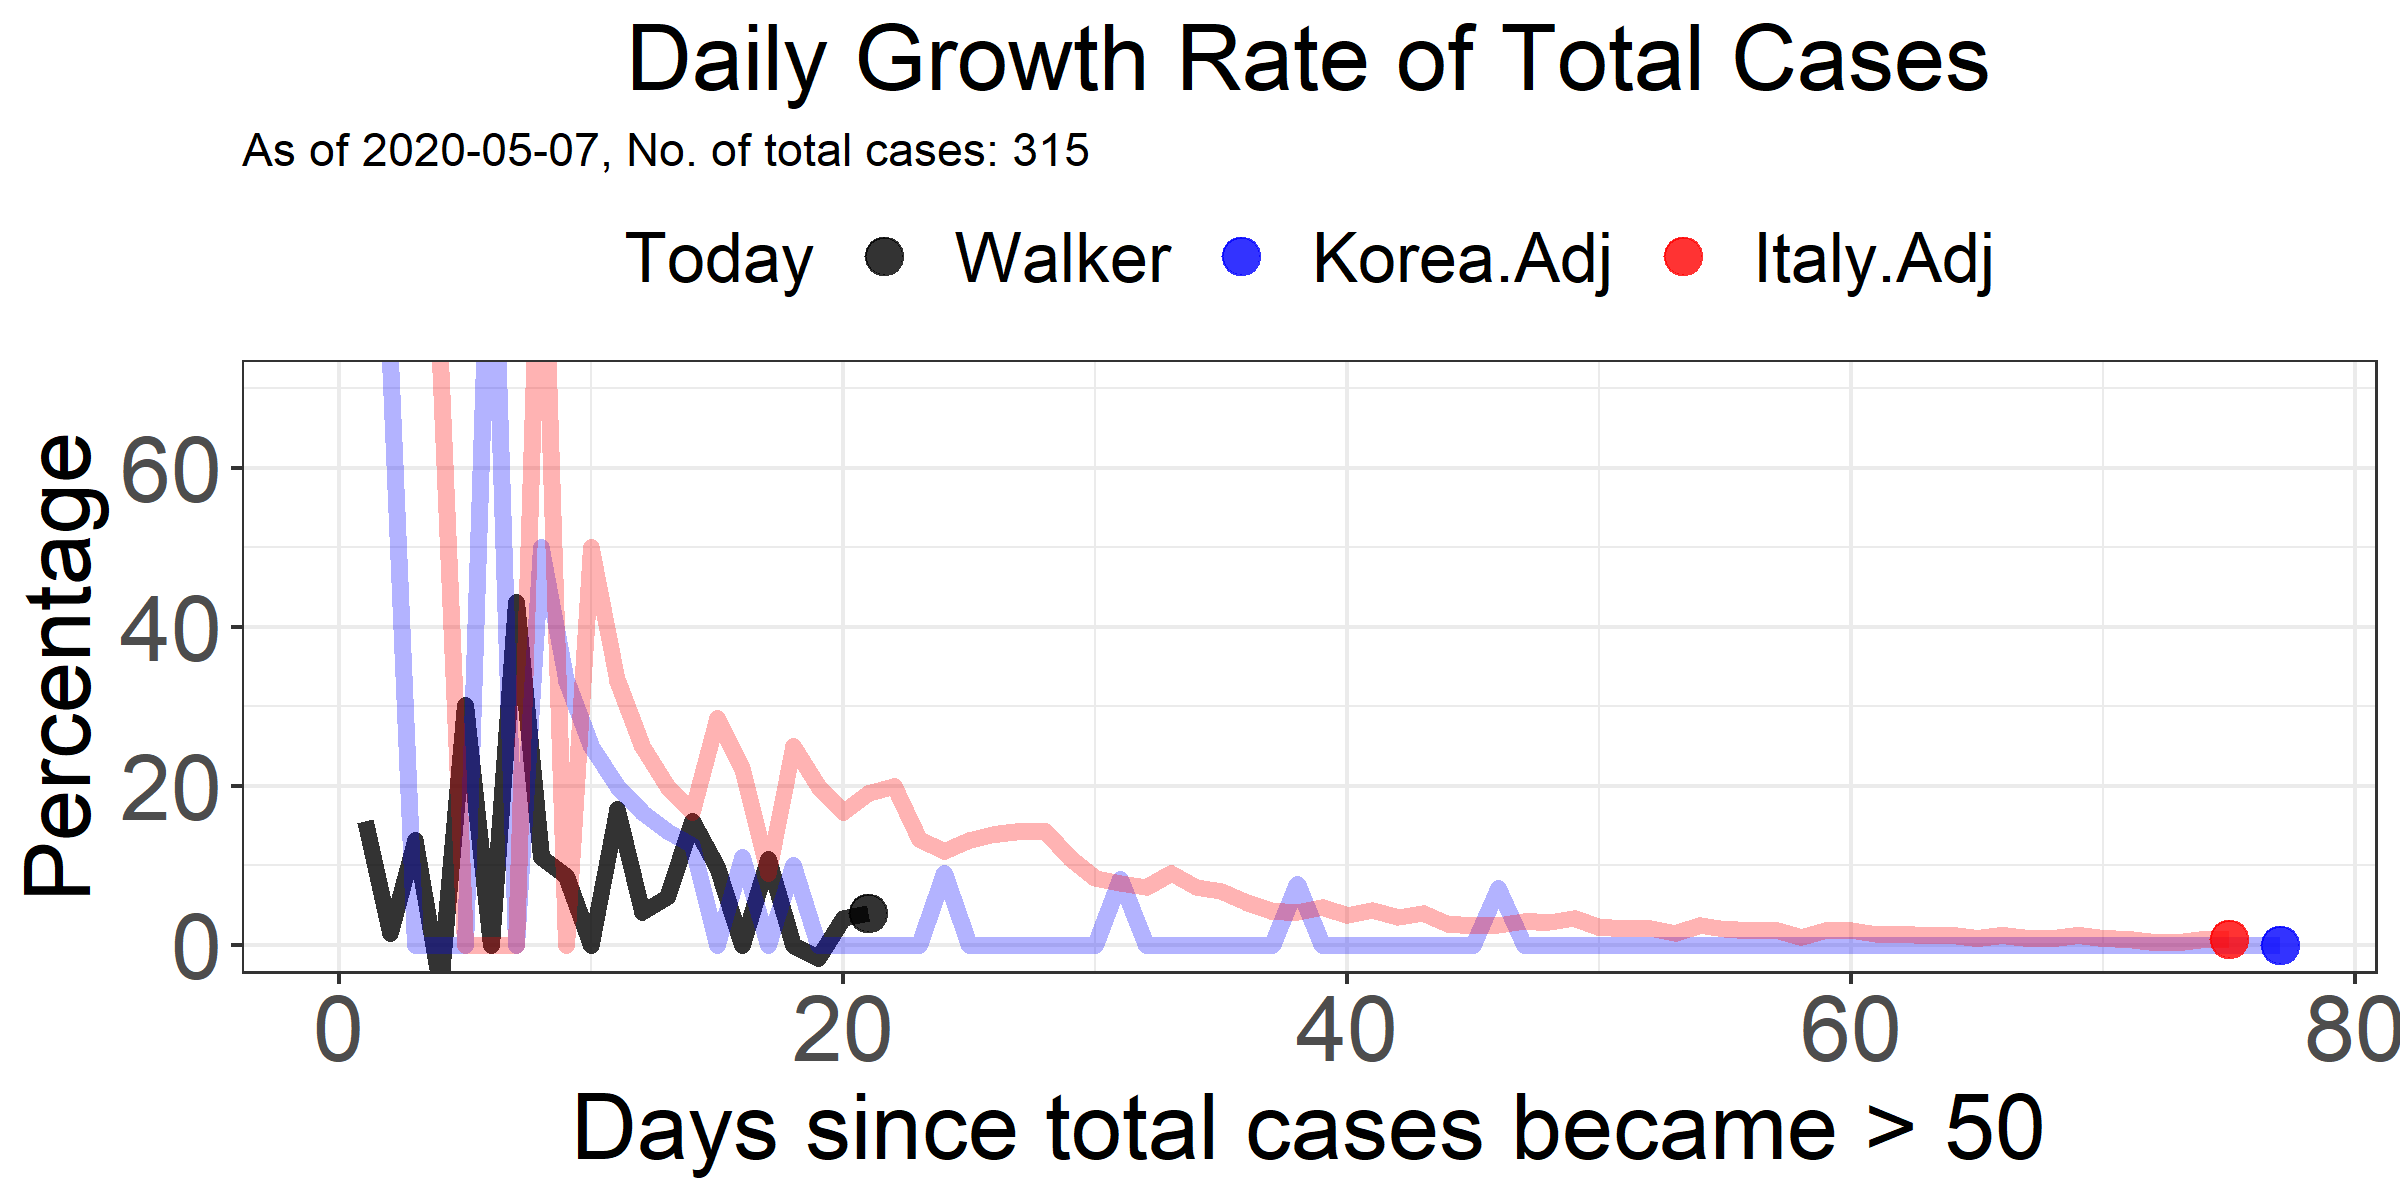 Daily Growth Rate of Total Cases
As of 2020-05-07, No. of total cases: 315
Today Walker Korea.Adj Italy.Adj
Percentage
60
40
20
0
0 20 40 60 80
Days since total cases became > 50